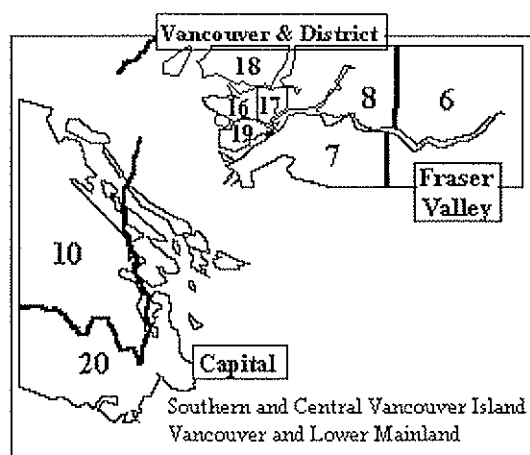 Vancouver & District
18
16 17
8
6
19
7
Fraser
Valley
10
20
Capital
Southern and Central Vancouver Island
Vancouver and Lower Mainland